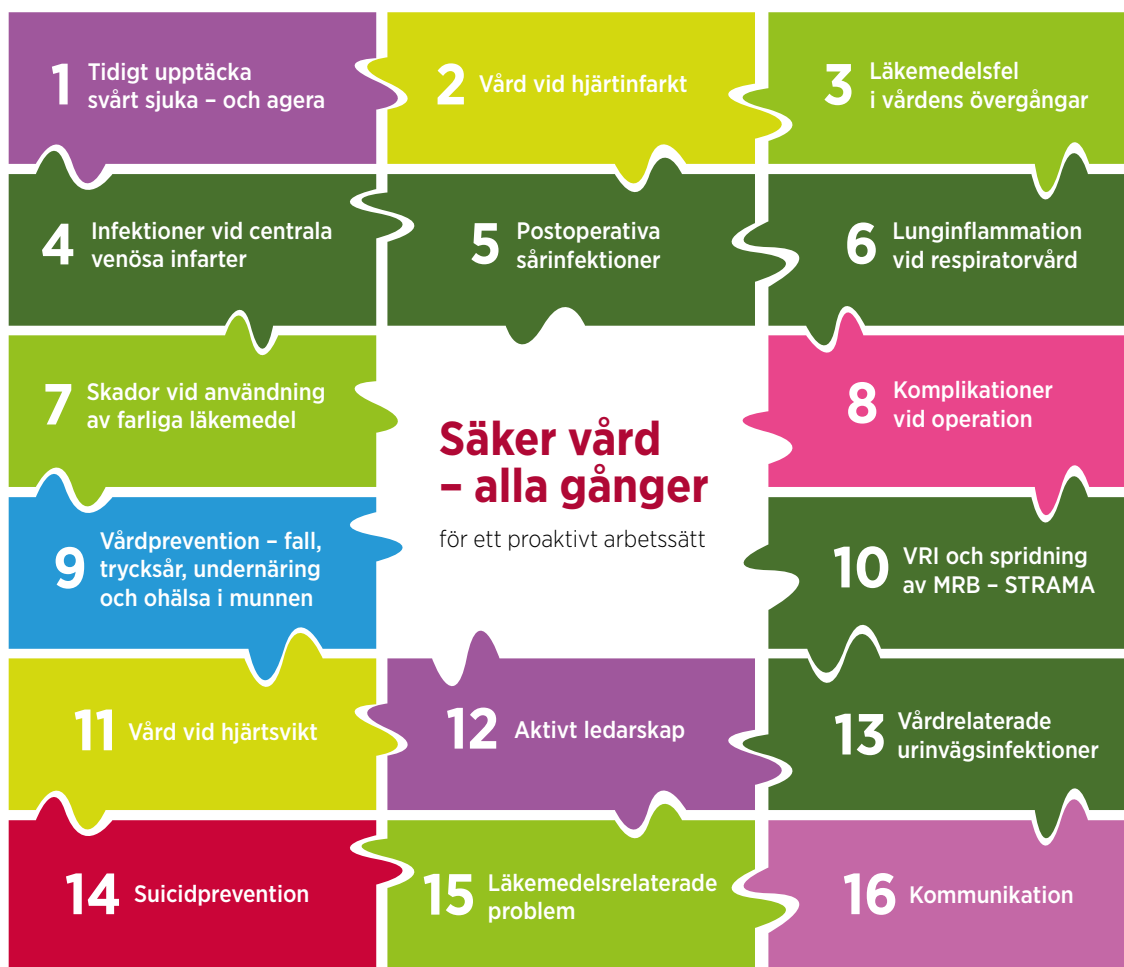 1 Tidigt upptäcka
svårt sjuka – och agera
2 Vård vid hjärtinfarkt
3 Läkemedelsfel
i vårdens övergångar
4 Infektioner vid centrala
venösa infarter
5 Postoperativa
sårinfektioner
6 Lunginflammation
vid respiratorvård
7 Skador vid användning
av farliga läkemedel
Säker vård
– alla gånger
för ett proaktivt arbetssätt
8 Komplikationer
vid operation
9 Vårdprevention – fall,
trycksår, undernäring
och ohälsa i munnen
10 VRI och spridning
av MRB – STRAMA
11 Vård vid hjärtsvikt
12 Aktivt ledarskap
13 Vårdrelaterade
urinvägsinfektioner
14 Suicidprevention
15 Läkemedelsrelaterade
problem
16 Kommunikation